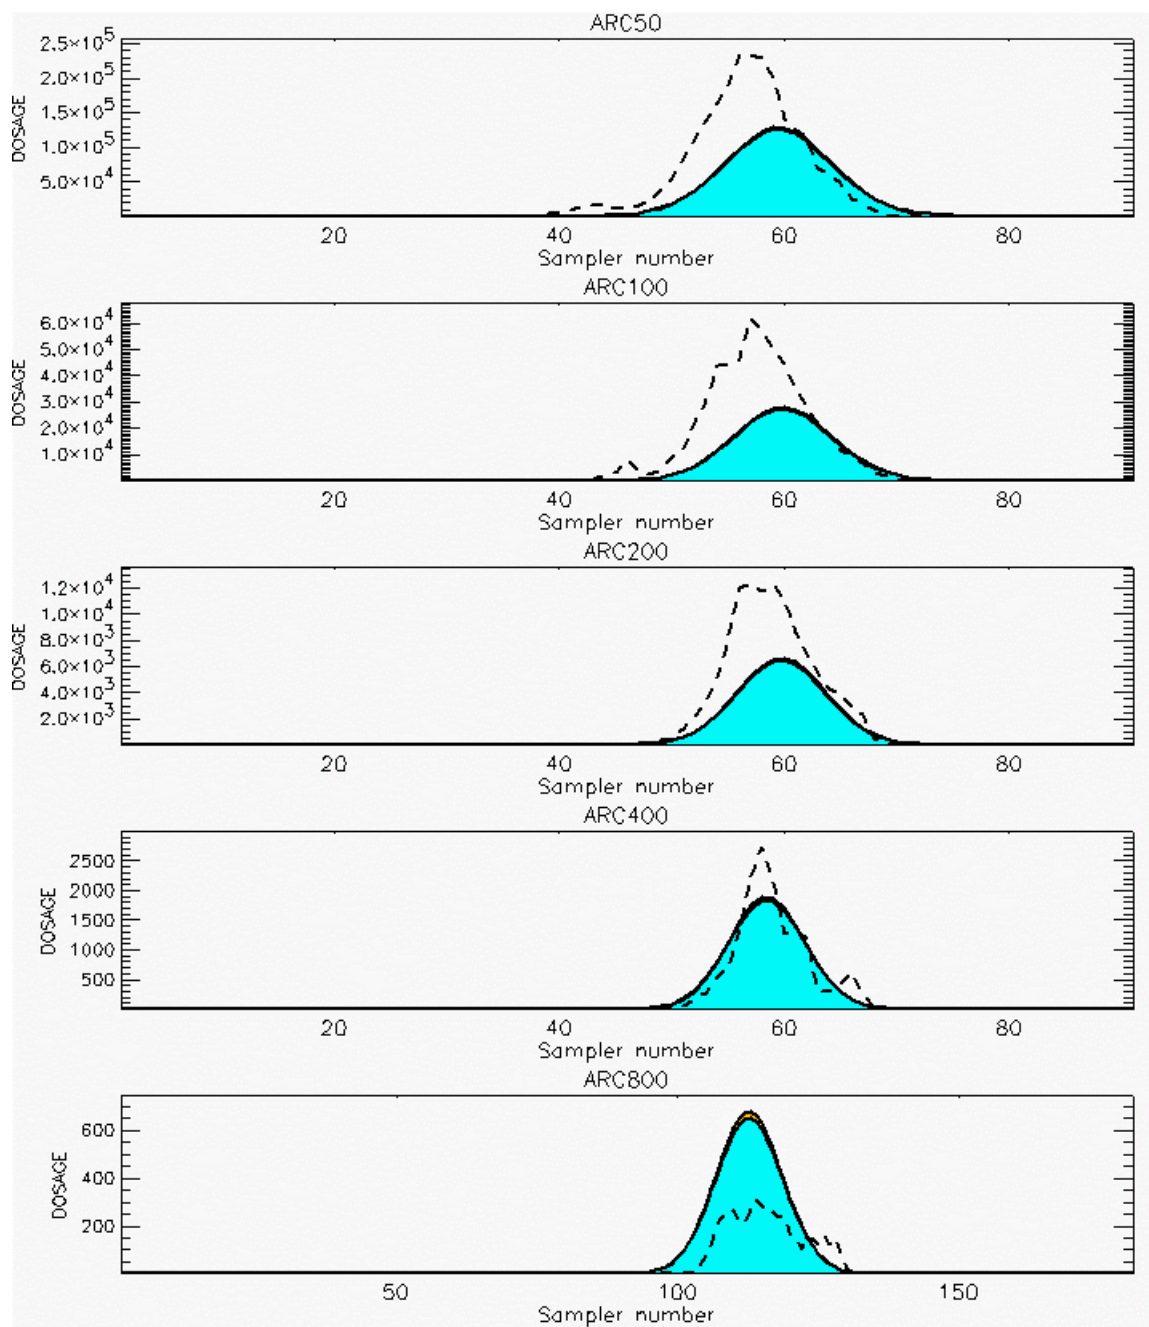 ARC50
2.5×10⁵
2.0×10⁵
1.5×10⁵
1.0×10⁵
5.0×10⁴
DOSAGE
20 40 60 80
Sampler number
ARC100
6.0×10⁴
5.0×10⁴
4.0×10⁴
3.0×10⁴
2.0×10⁴
1.0×10⁴
DOSAGE
20 40 60 80
Sampler number
ARC200
1.2×10⁴
1.0×10⁴
8.0×10³
6.0×10³
4.0×10³
2.0×10³
DOSAGE
20 40 60 80
Sampler number
ARC400
2500
2000
1500
1000
500
DOSAGE
20 40 60 80
Sampler number
ARC800
600
400
200
DOSAGE
50 100 150
Sampler number